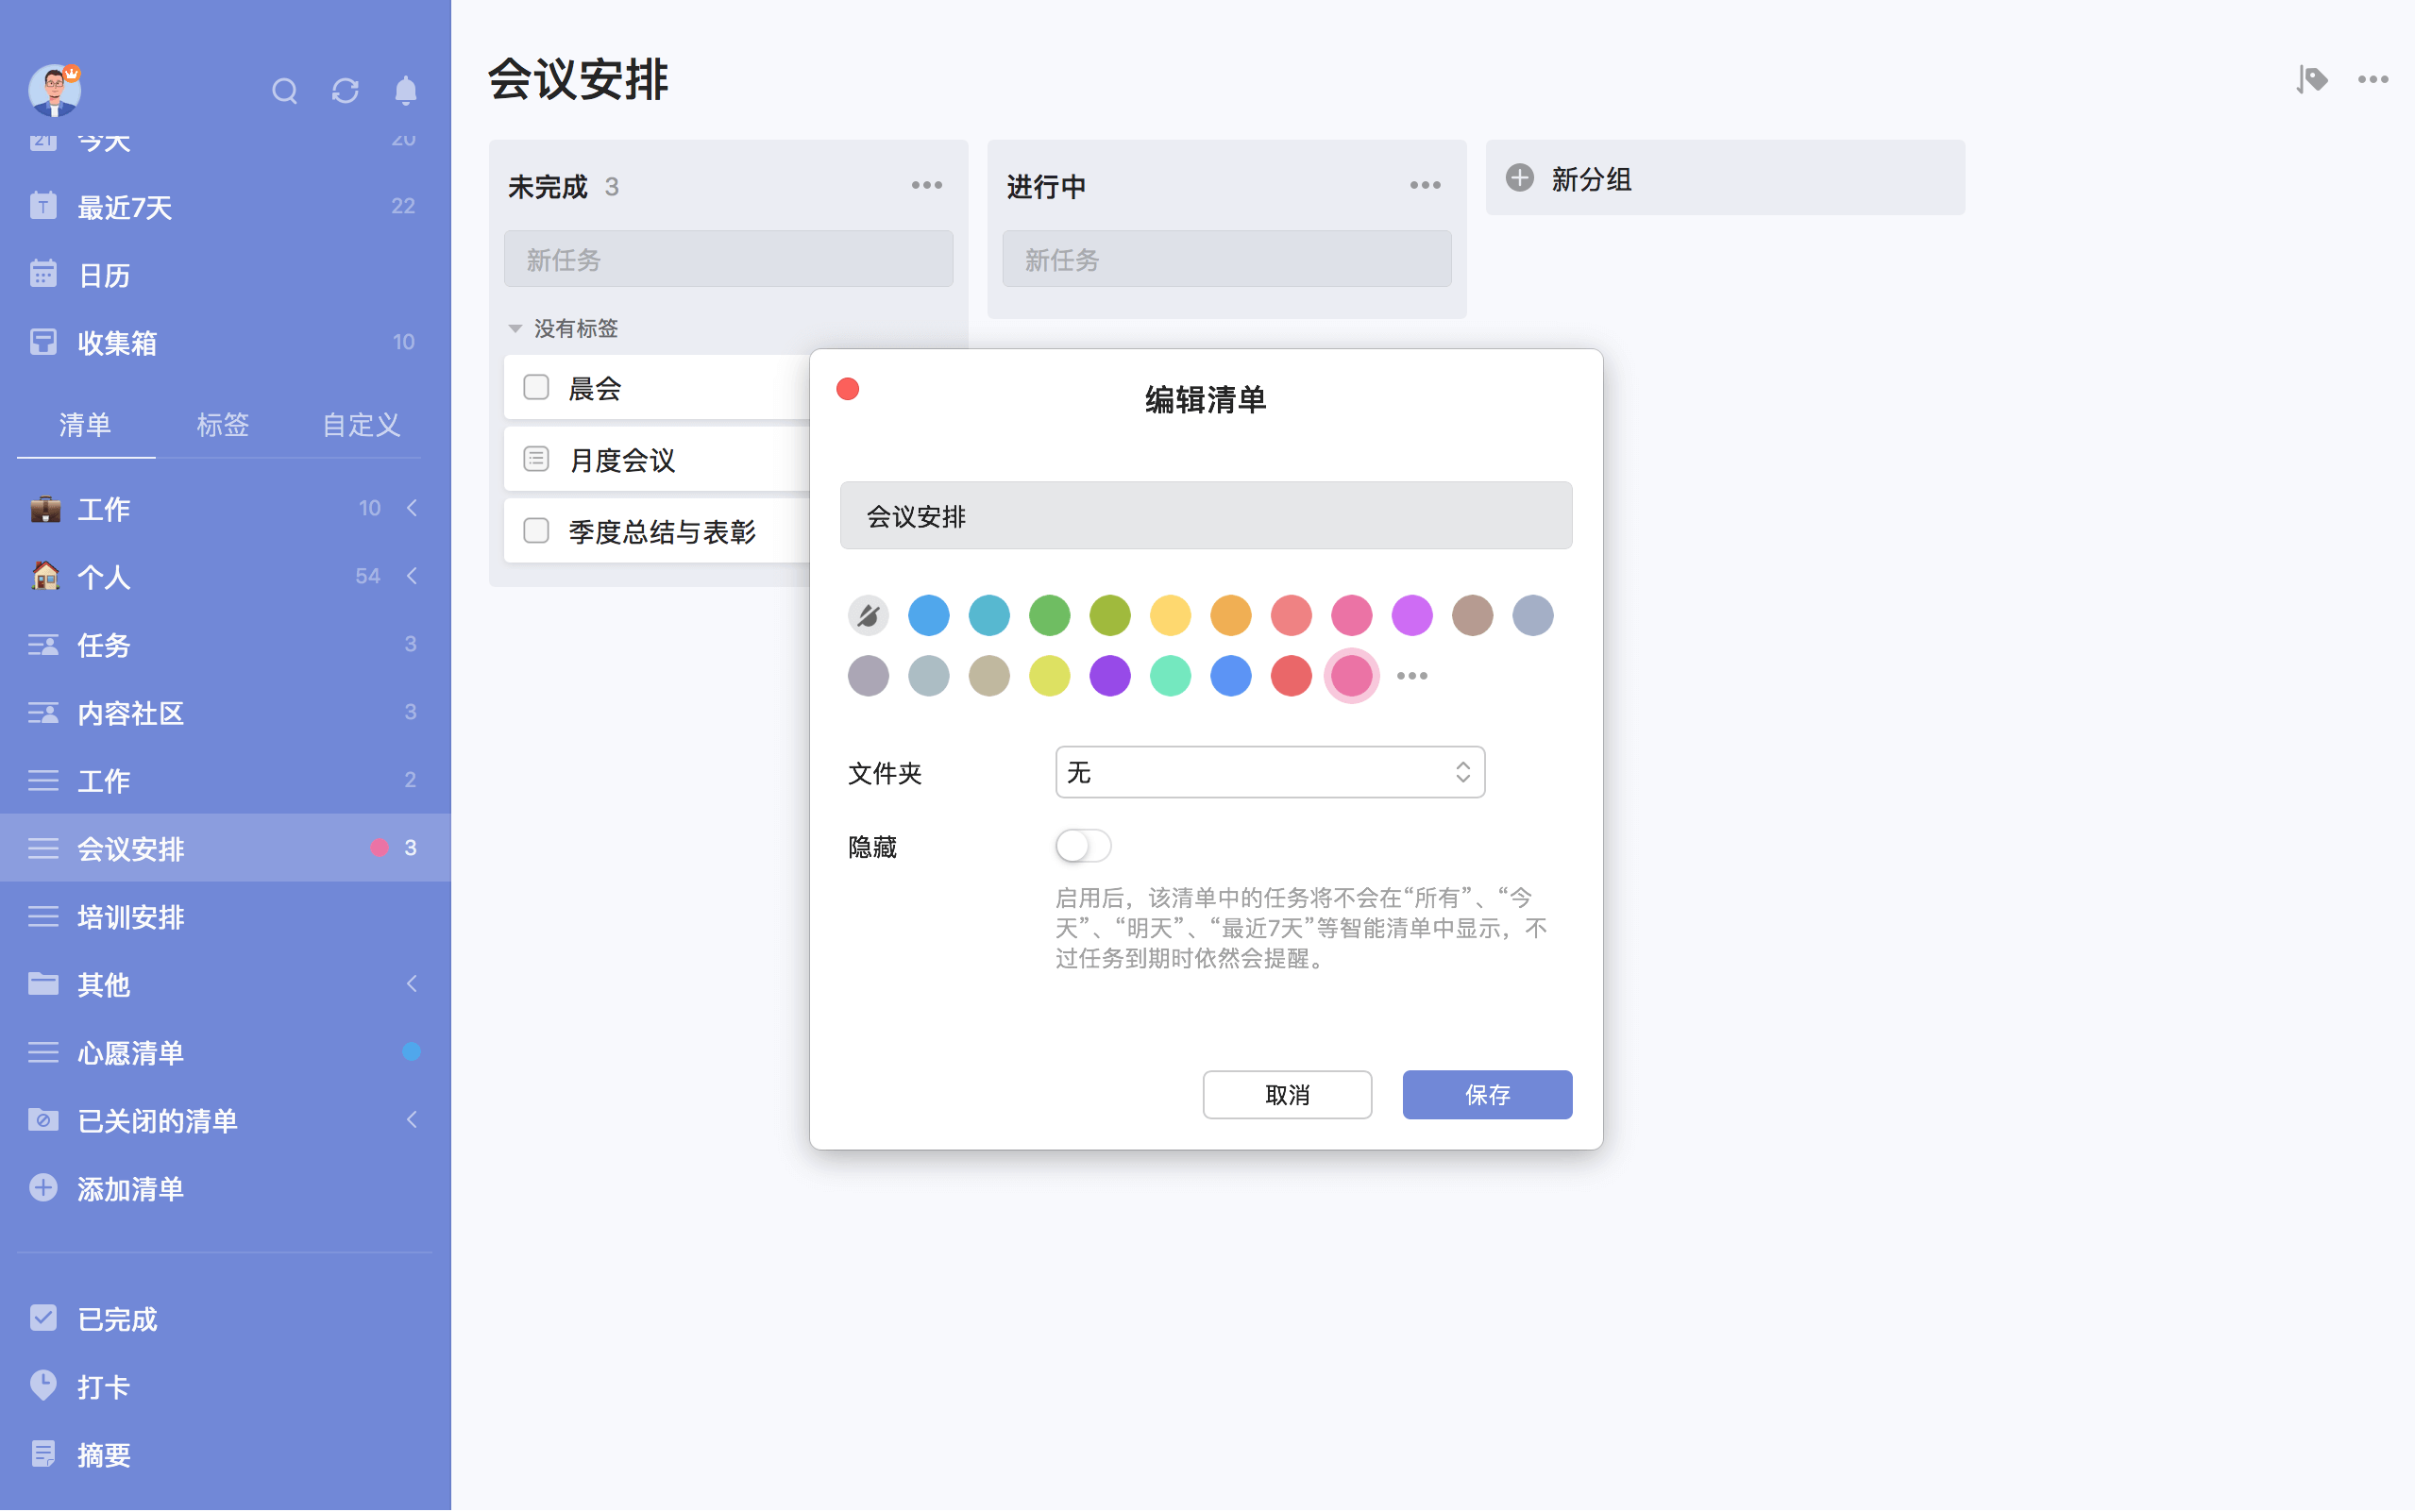 今天 20
最近7天 22
日历
收集箱 10
清单 标签 自定义
工作 10
个人 54
任务 3
内容社区 3
工作 2
会议安排 3
培训安排
其他
心愿清单
已关闭的清单
添加清单
已完成
打卡
摘要
会议安排
未完成 3
新任务
没有标签
晨会
月度会议
季度总结与表彰
进行中
新任务
新分组
编辑清单
会议安排
文件夹 无
隐藏
启用后，该清单中的任务将不会在“所有”、“今
天”、“明天”、“最近7天”等智能清单中显示，不
过任务到期时依然会提醒。
取消 保存